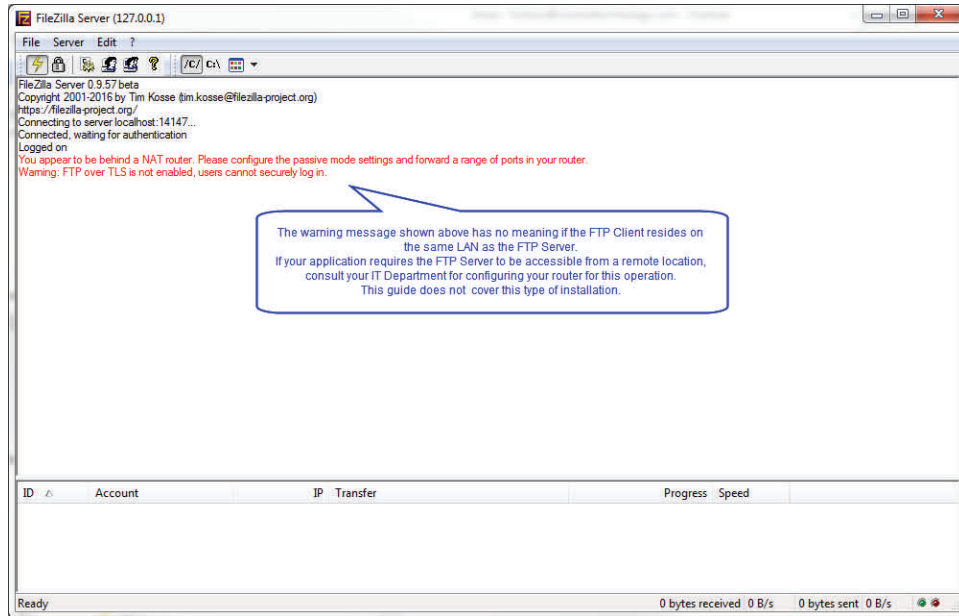 FileZilla Server (127.0.0.1)
File Server Edit ?
/C/ C:\
FileZilla Server 0.9.57 beta
Copyright 2001-2016 by Tim Kosse (tim.kosse@filezilla-project.org)
https://filezilla-project.org/
Connecting to server localhost:14147...
Connected, waiting for authentication
Logged on
You appear to be behind a NAT router. Please configure the passive mode settings and forward a range of ports in your router.
Warning: FTP over TLS is not enabled, users cannot securely log in.
The warning message shown above has no meaning if the FTP Client resides on
the same LAN as the FTP Server.
If your application requires the FTP Server to be accessible from a remote location,
consult your IT Department for configuring your router for this operation.
This guide does not cover this type of installation.
ID Account IP Transfer Progress Speed
Ready 0 bytes received 0 B/s 0 bytes sent 0 B/s